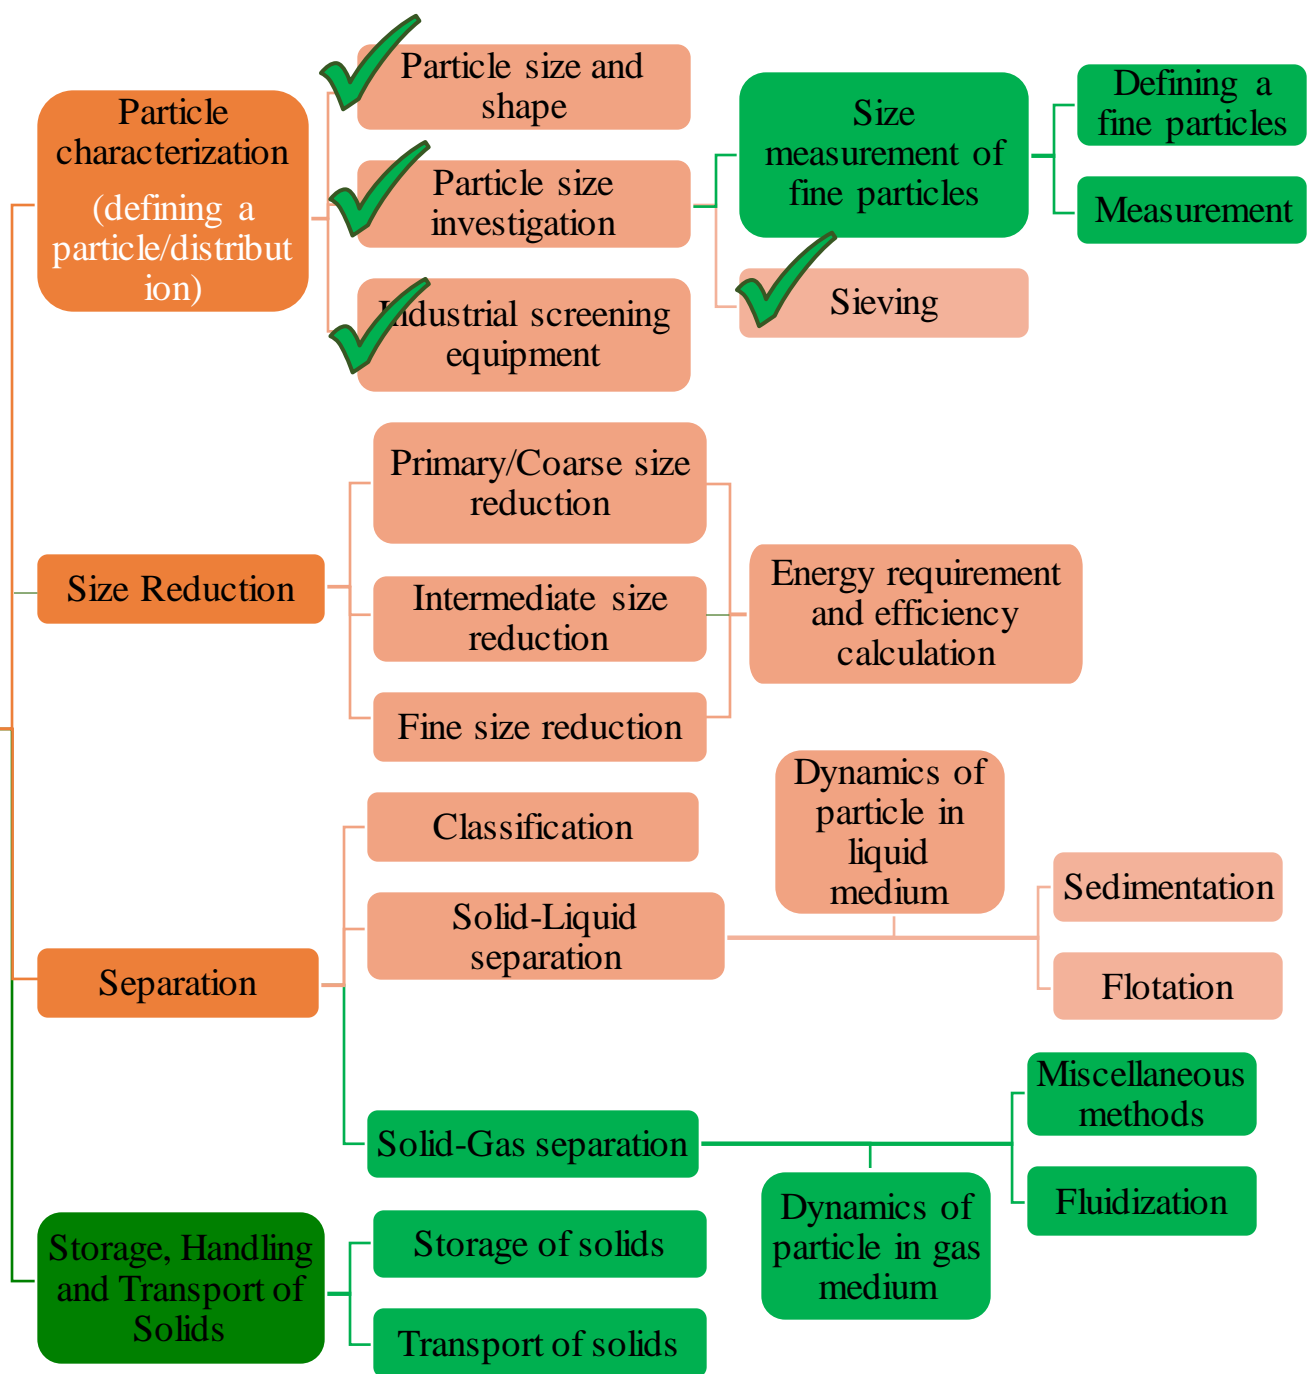 Particle
characterization
(defining a
particle/distribut
ion)
Particle size and
shape
Particle size
investigation
Industrial screening
equipment
Size
measurement of
fine particles
Sieving
Defining a
fine particles
Measurement
Size Reduction
Primary/Coarse size
reduction
Intermediate size
reduction
Fine size reduction
Energy requirement
and efficiency
calculation
Separation
Classification
Solid-Liquid
separation
Dynamics of
particle in
liquid
medium
Sedimentation
Flotation
Solid-Gas separation
Dynamics of
particle in gas
medium
Miscellaneous
methods
Fluidization
Storage, Handling
and Transport of
Solids
Storage of solids
Transport of solids